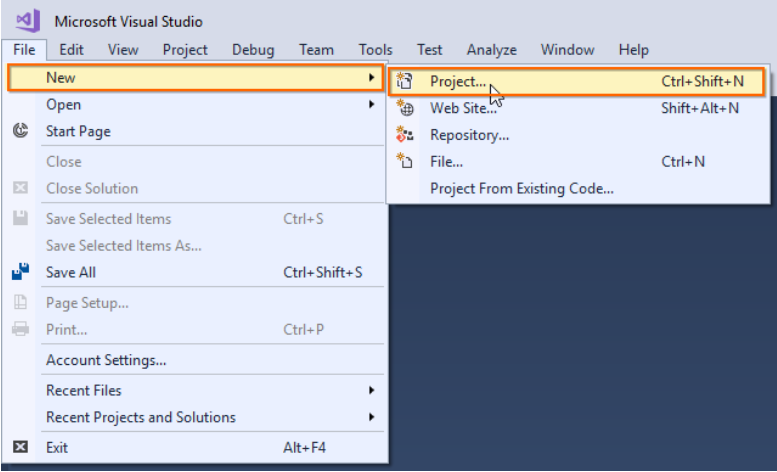 Microsoft Visual Studio
File Edit View Project Debug Team Tools Test Analyze Window Help
New
Open
Start Page
Close
Close Solution
Save Selected Items Ctrl+S
Save Selected Items As...
Save All Ctrl+Shift+S
Page Setup...
Print... Ctrl+P
Account Settings...
Recent Files
Recent Projects and Solutions
Exit Alt+F4
Project... Ctrl+Shift+N
Web Site... Shift+Alt+N
Repository...
File... Ctrl+N
Project From Existing Code...